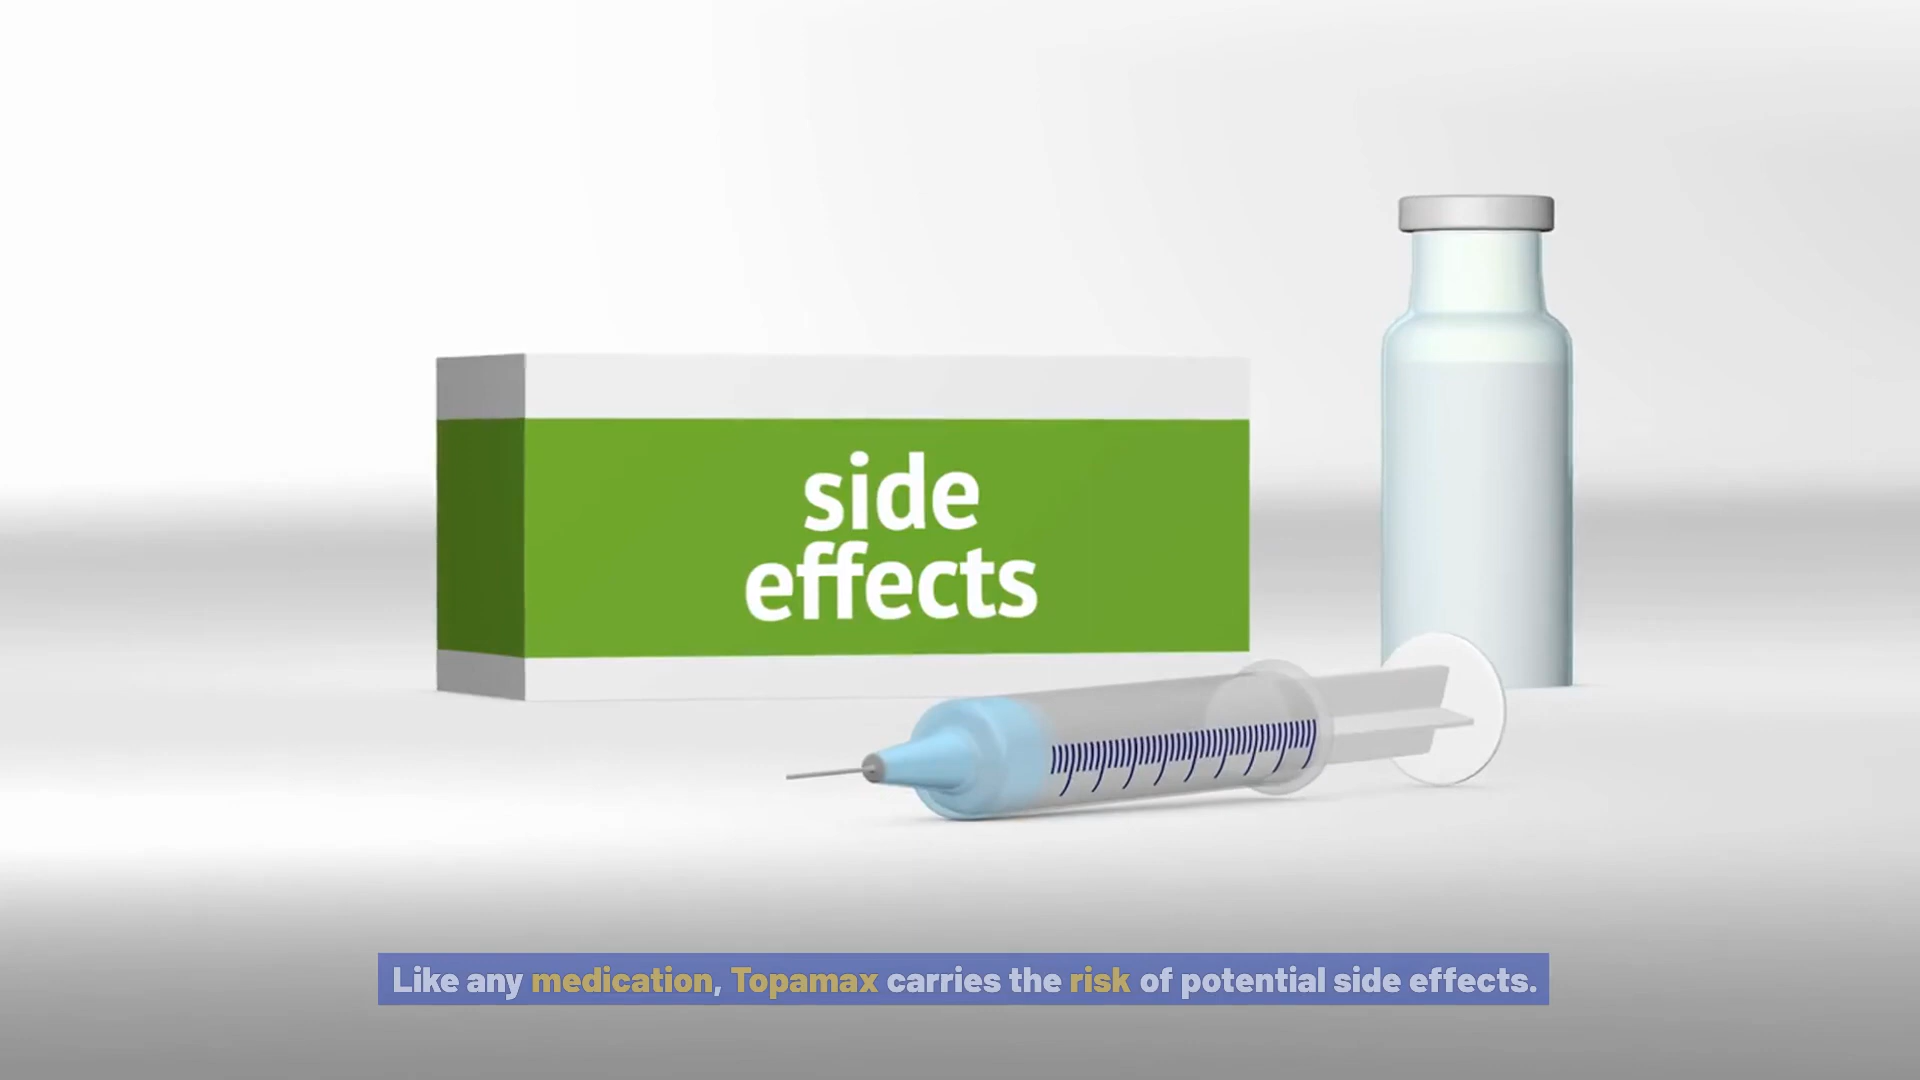 side
effects
Like any medication, Topamax carries the risk of potential side effects.